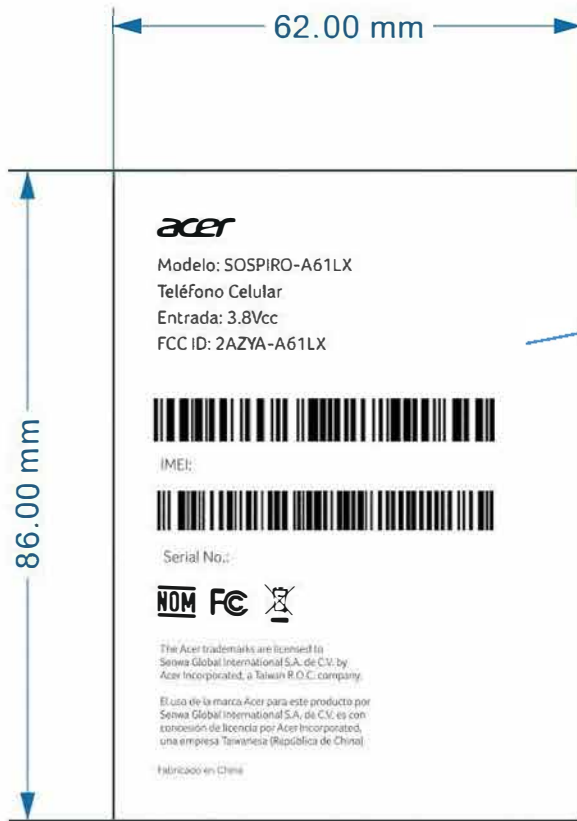 62.00 mm
86.00 mm
acer
Modelo: SOSPIRO-A61LX
Teléfono Celular
Entrada: 3.8Vcc
FCC ID: 2AZYA-A61LX
IMEI:
Serial No.:
NOM FC
The Acer trademarks are licensed to
Senwa Global International S.A. de C.V. by
Acer Incorporated, a Taiwan R.O.C. company.
El uso de la marca Acer para este producto por
Senwa Global International S.A. de C.V. es con
concesión de licencia por Acer Incorporated,
una empresa Taiwanesa (República de China)
Fabricado en China